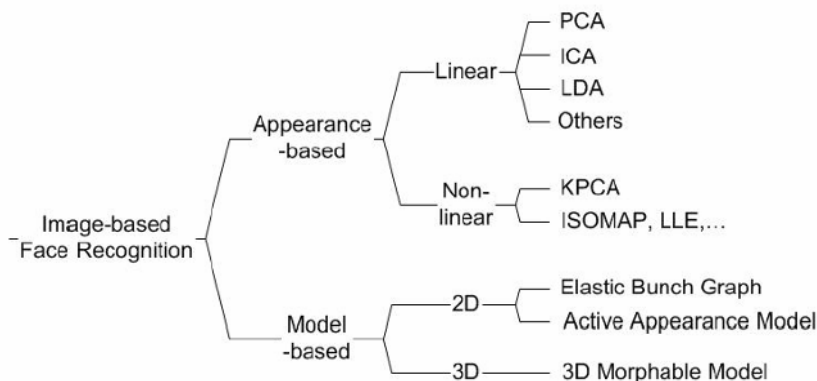 PCA
ICA
Linear
LDA
Appearance
-based
Others
Non-
linear
KPCA
ISOMAP, LLE,...
Image-based
Face Recognition
Elastic Bunch Graph
2D
Active Appearance Model
Model
-based
3D
3D Morphable Model